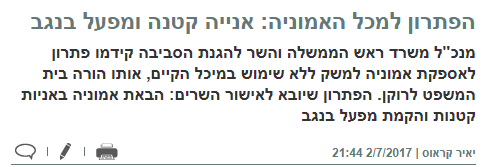 הפתרון למכל האמוניה: אנייה קטנה ומפעל בנגב
מנכ"ל משרד ראש הממשלה והשר להגנת הסביבה קידמו פתרון
לאספקת אמוניה למשק ללא שימוש במיכל הקיים, אותו הורה בית
המשפט לרוקן. הפתרון שיובא לאישור השרים: הבאת אמוניה באניות
קטנות והקמת מפעל בנגב
יאיר קראוס | 2/7/2017 21:44